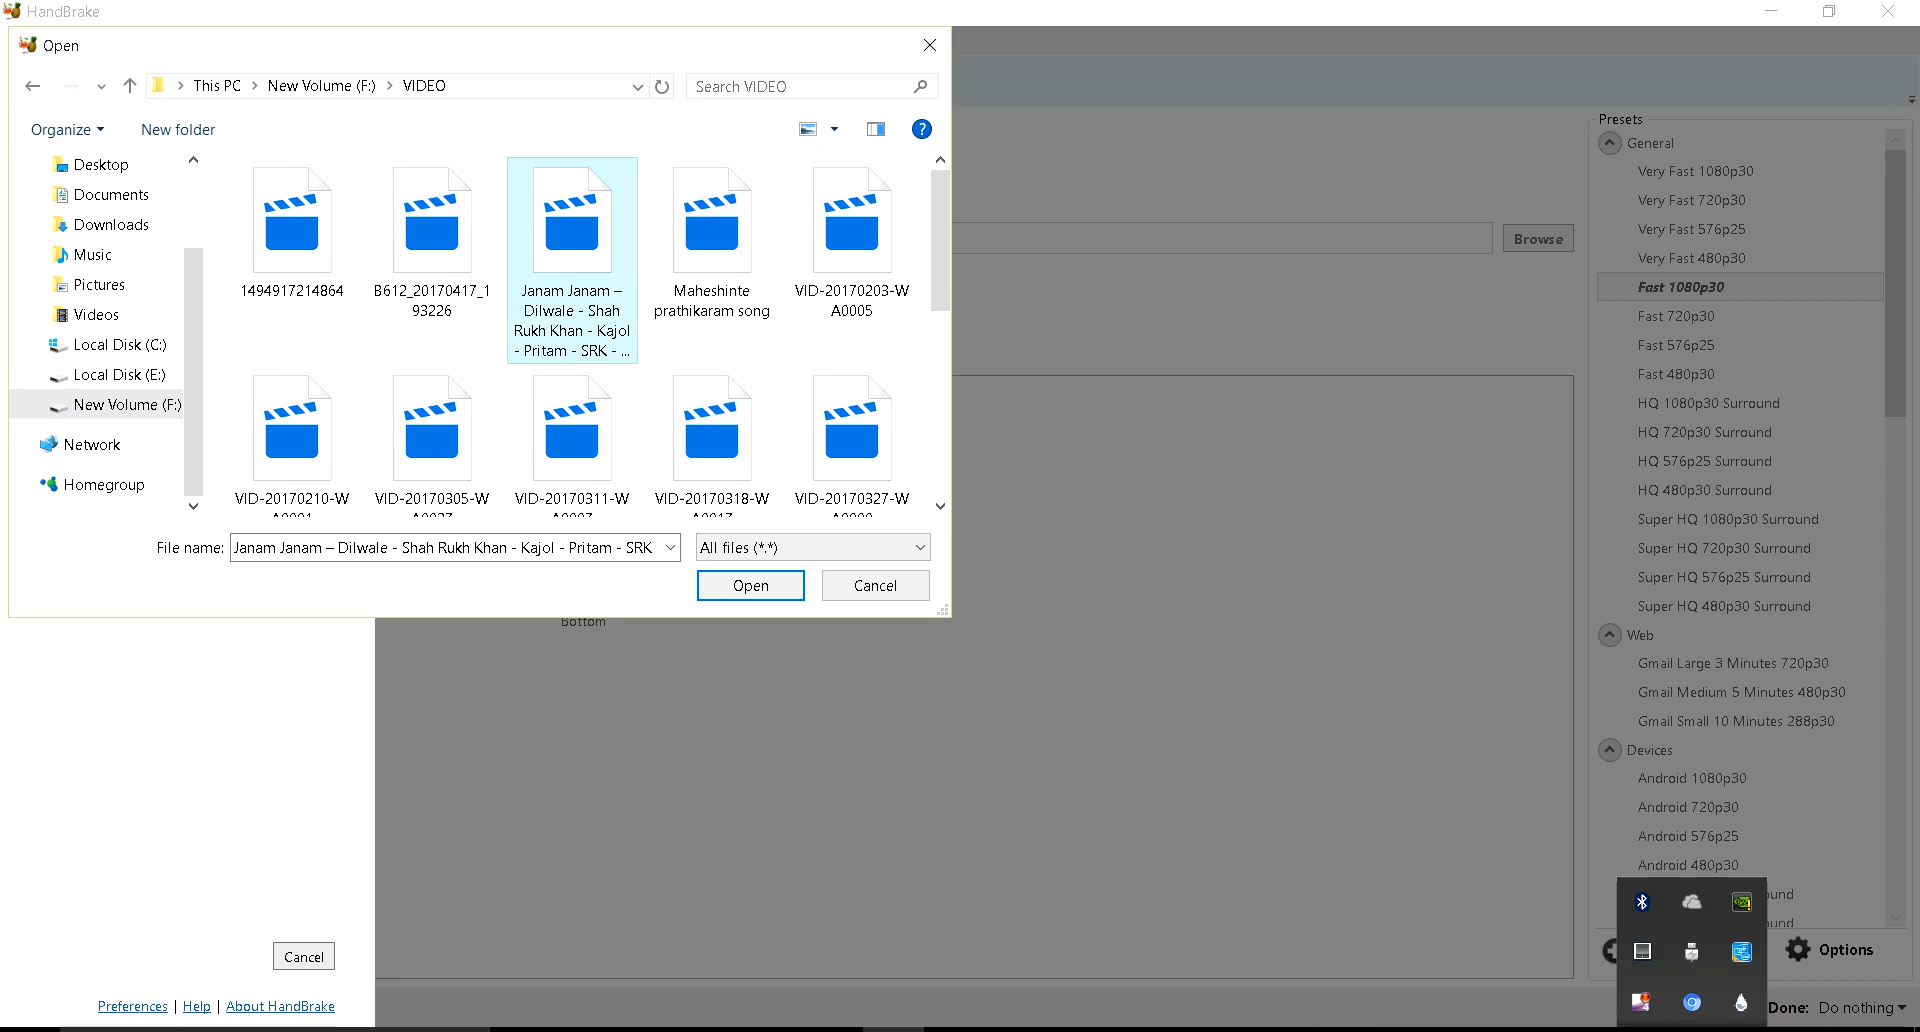 HandBrake
Open
This PC > New Volume (F:) > VIDEO
Search VIDEO
Organize
New folder
Desktop
Documents
Downloads
Music
Pictures
Videos
Local Disk (C:)
Local Disk (E:)
New Volume (F:)
Network
Homegroup
1494917214864
B612_20170417_1
93226
Janam Janam –
Dilwale - Shah
Rukh Khan - Kajol
- Pritam - SRK - ...
Maheshinte
prathikaram song
VID-20170203-W
A0005
VID-20170210-W
VID-20170305-W
VID-20170311-W
VID-20170318-W
VID-20170327-W
File name:
Janam Janam – Dilwale - Shah Rukh Khan - Kajol - Pritam - SRK
All files (*.*)
Open
Cancel
Bottom
Browse
Cancel
Preferences | Help | About HandBrake
Presets
General
Very Fast 1080p30
Very Fast 720p30
Very Fast 576p25
Very Fast 480p30
Fast 1080p30
Fast 720p30
Fast 576p25
Fast 480p30
HQ 1080p30 Surround
HQ 720p30 Surround
HQ 576p25 Surround
HQ 480p30 Surround
Super HQ 1080p30 Surround
Super HQ 720p30 Surround
Super HQ 576p25 Surround
Super HQ 480p30 Surround
Web
Gmail Large 3 Minutes 720p30
Gmail Medium 5 Minutes 480p30
Gmail Small 10 Minutes 288p30
Devices
Android 1080p30
Android 720p30
Android 576p25
Android 480p30
Options
Done: Do nothing